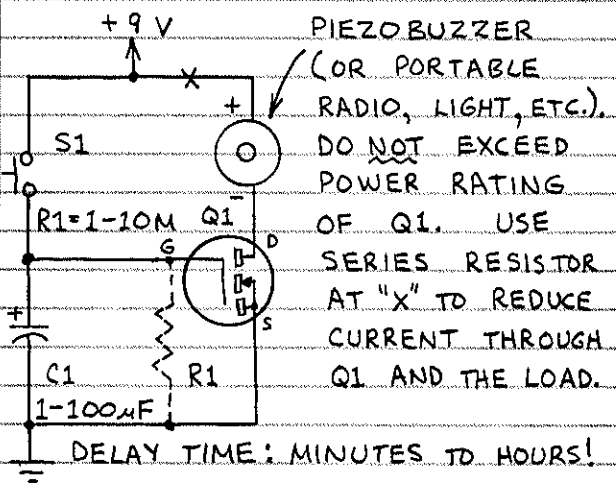 + 9 V
PIEZOBUZZER
(OR PORTABLE
RADIO, LIGHT, ETC.).
DO NOT EXCEED
POWER RATING
OF Q1. USE
SERIES RESISTOR
AT "X" TO REDUCE
CURRENT THROUGH
Q1 AND THE LOAD.
X
+
S1
-
R1=1-10M
Q1
G
D
S
+
C1
R1
1-100µF
DELAY TIME: MINUTES TO HOURS!